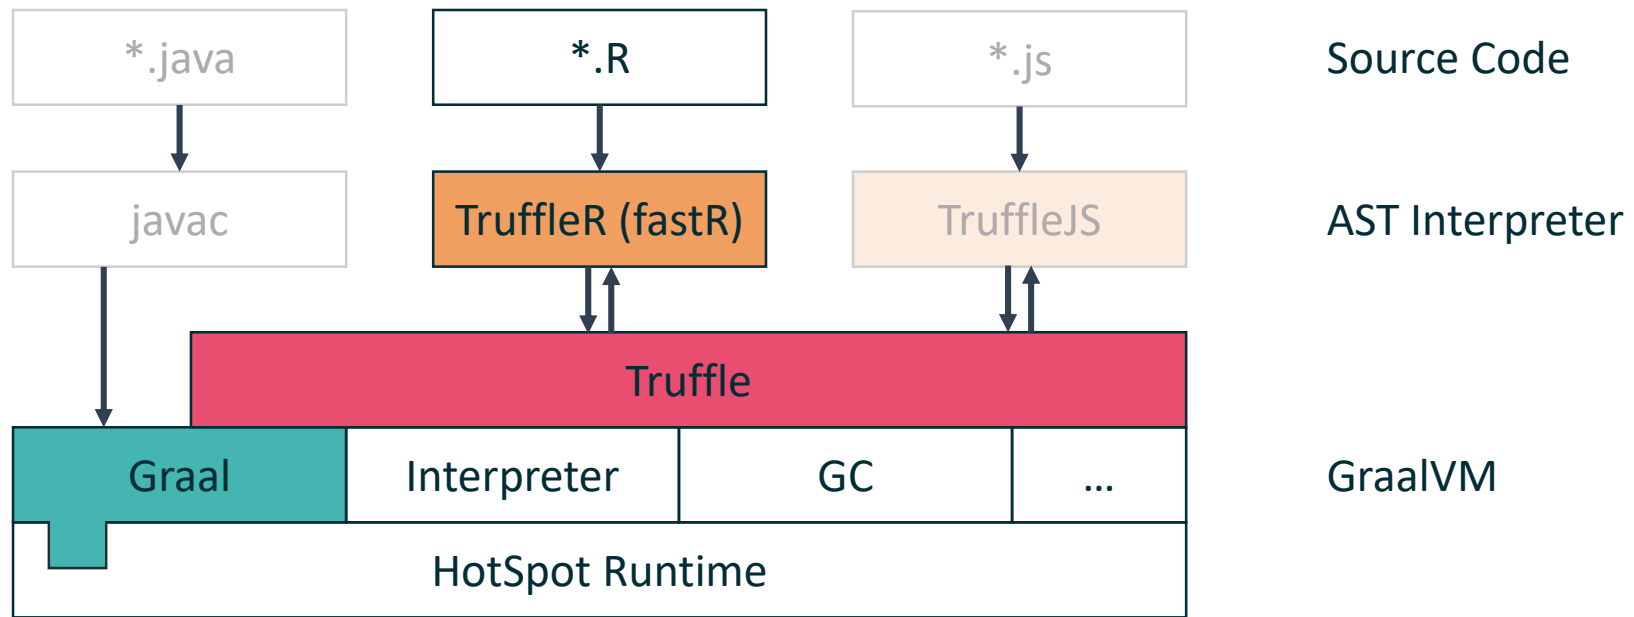 *.java
*.R
*.js
Source Code
javac
TruffleR (fastR)
TruffleJS
AST Interpreter
Truffle
Graal
Interpreter
GC
...
GraalVM
HotSpot Runtime